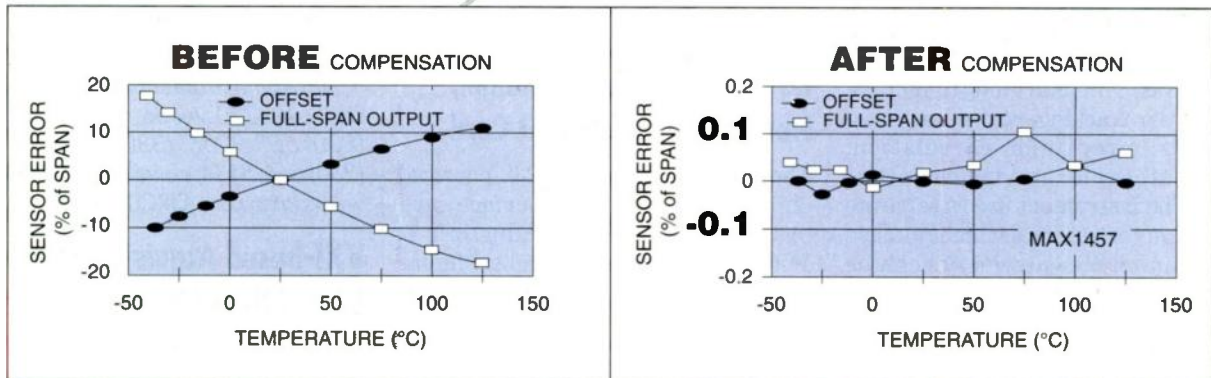 BEFORE COMPENSATION
OFFSET
FULL-SPAN OUTPUT
SENSOR ERROR
(% of SPAN)
20
10
0
-10
-20
-50 0 50 100 150
TEMPERATURE (°C)
AFTER COMPENSATION
OFFSET
FULL-SPAN OUTPUT
SENSOR ERROR
(% of SPAN)
0.2
0.1
0
-0.1
-0.2
MAX1457
-50 0 50 100 150
TEMPERATURE (°C)